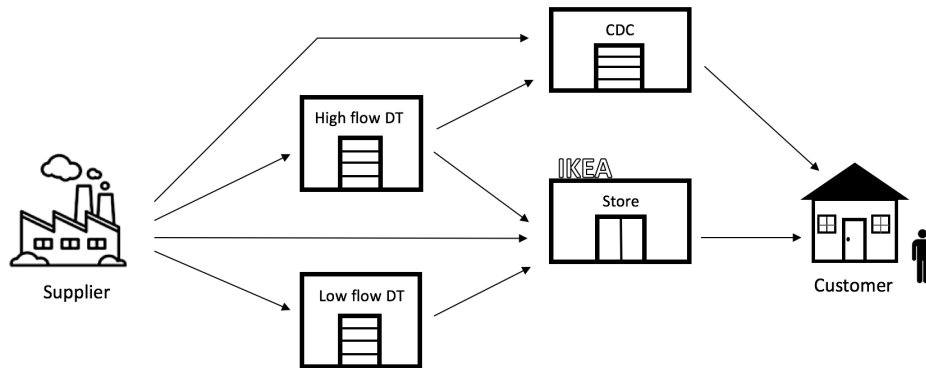 CDC
High flow DT
IKEA
Store
Supplier
Low flow DT
Customer